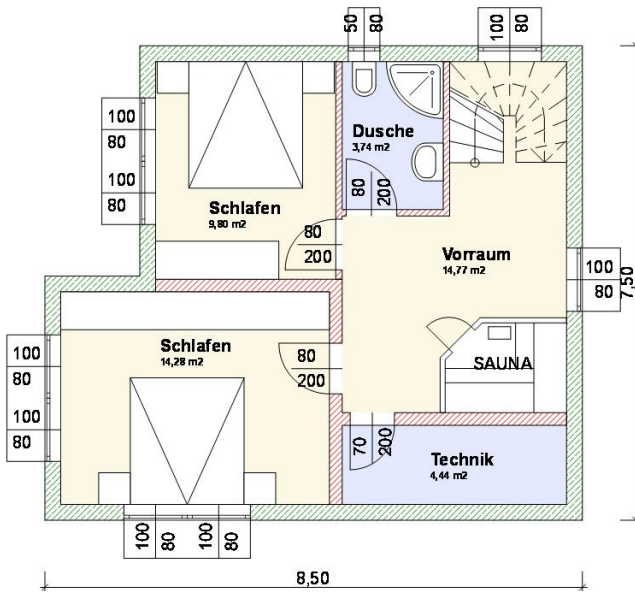 50 80
100 80
100
80
100
80
Dusche
3,74 m2
80 200
Schlafen
9,80 m2
80
200
Vorraum
14,77 m2
100
80
7,50
100
80
100
80
Schlafen
14,28 m2
80
200
SAUNA
70 200
Technik
4,44 m2
100 80 100 80
8,50